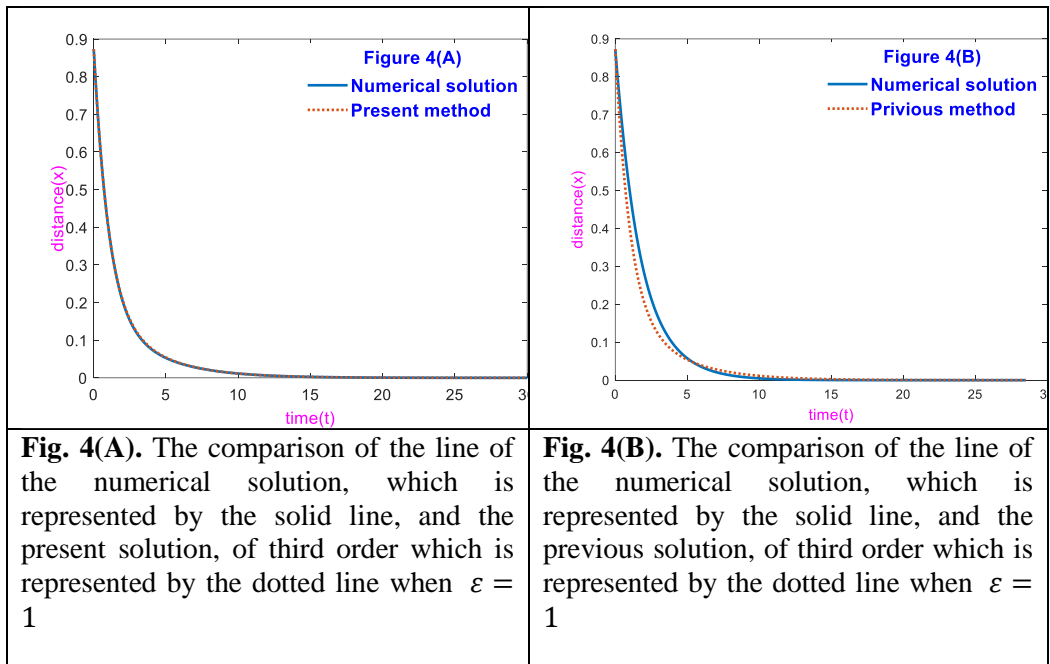 0.9
0.8
0.7
0.6
0.5
0.4
0.3
0.2
0.1
0
distance(x)
Figure 4(A)
Numerical solution
Present method
0 5 10 15 20 25 30
time(t)
0.9
0.8
0.7
0.6
0.5
0.4
0.3
0.2
0.1
0
distance(x)
Figure 4(B)
Numerical solution
Privious method
0 5 10 15 20 25 3
time(t)
Fig. 4(A). The comparison of the line of
the numerical solution, which is
represented by the solid line, and the
present solution, of third order which is
represented by the dotted line when ε =
1
Fig. 4(B). The comparison of the line of
the numerical solution, which is
represented by the solid line, and the
previous solution, of third order which is
represented by the dotted line when ε =
1